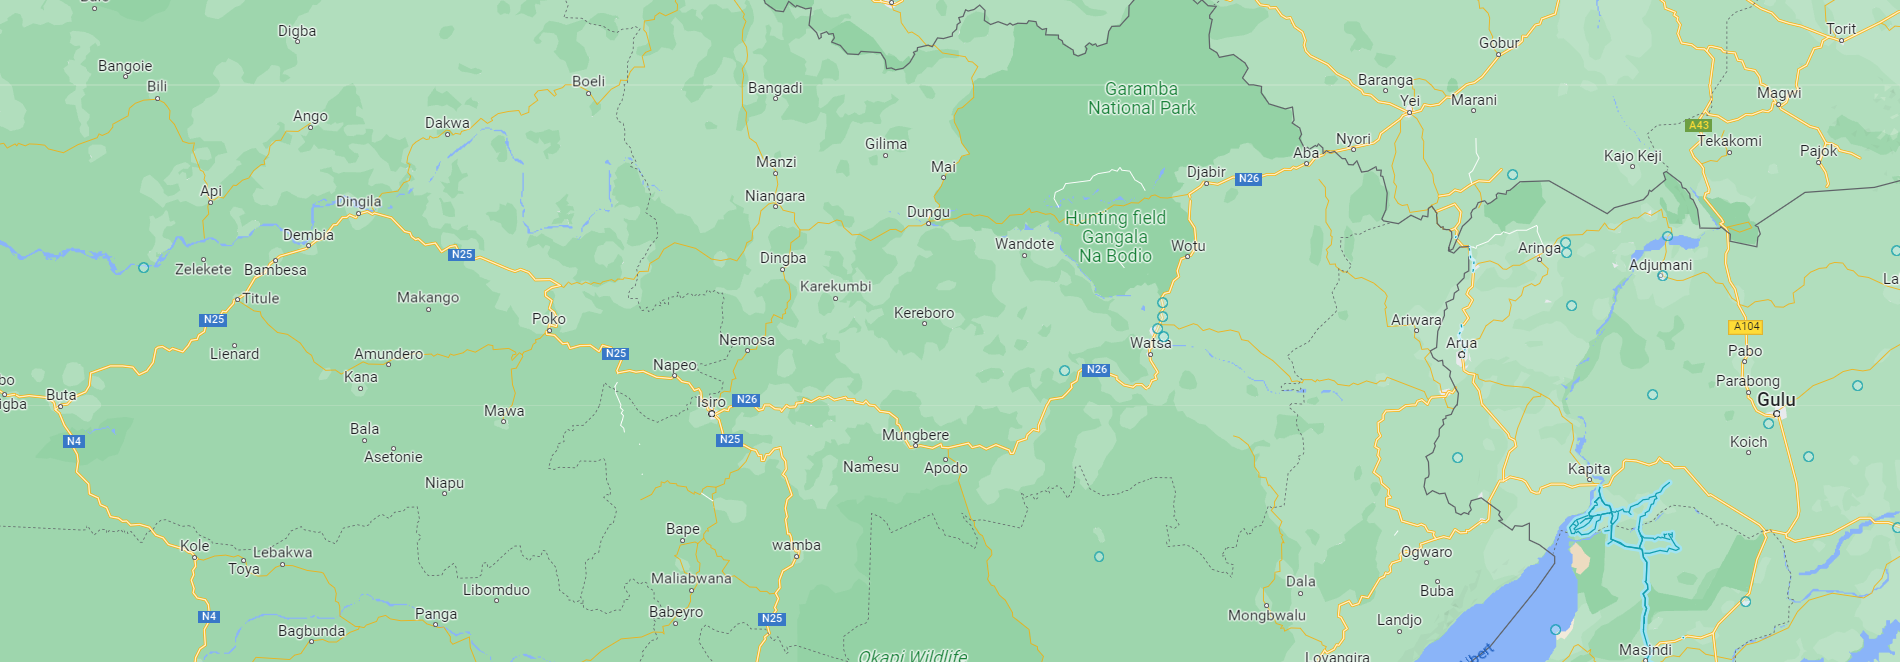 Digba
Bangoie
Bili
Boeli
Bangadi
Ango
Dakwa
Garamba
National Park
Gobur
Torit
Baranga
Yei
Marani
Magwi
A43
Tekakomi
Pajok
Kajo Keji
Nyori
Aba
Gilima
Mai
Manzi
Niangara
Api
Dingila
Djabir
N26
Dungu
Hunting field
Gangala
Na Bodio
Wandote
Wotu
Dembia
N25
Zelekete
Bambesa
Dingba
Aringa
Adjumani
La
Karekumbi
Titule
Makango
N25
Poko
Kereboro
Ariwara
A104
Lienard
Amundero
N25
Nemosa
Watsa
Arua
Pabo
Kana
Napeo
N26
Parabong
Gulu
bo
igba
Buta
Mawa
Isiro
N26
N4
Bala
Asetonie
N25
Mungbere
Namesu
Apodo
Koich
Kapita
Niapu
Bape
wamba
Kole
Lebakwa
Toya
Ogwaro
Maliabwana
Dala
Buba
Libomduo
N4
Panga
Babeyro
N25
Mongbwalu
Landjo
Bagbunda
Okapi Wildlife
Lovangira
lbert
Masindi